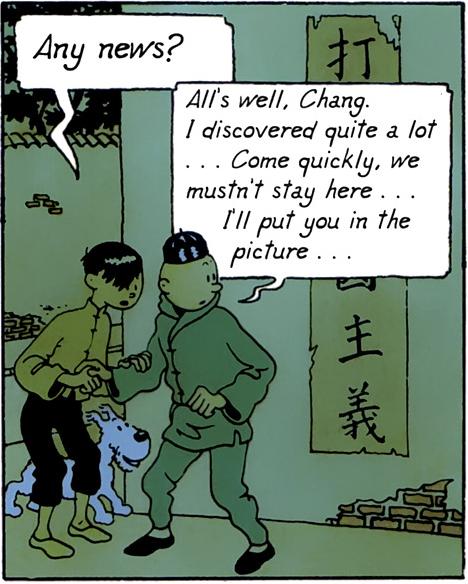 Any news?
All's well, Chang.
I discovered quite a lot
. . . Come quickly, we
mustn't stay here . . .
I'll put you in the
picture . . .
打
主
義